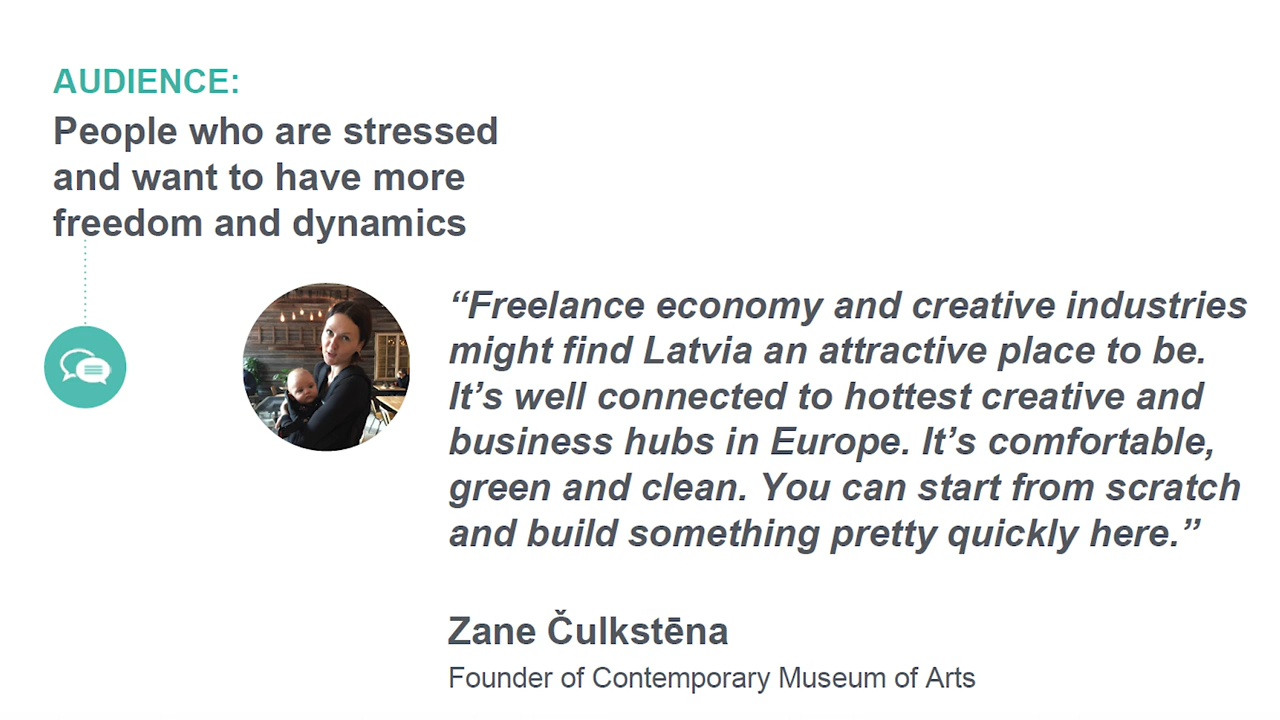 AUDIENCE:
People who are stressed
and want to have more
freedom and dynamics
“Freelance economy and creative industries
might find Latvia an attractive place to be.
It’s well connected to hottest creative and
business hubs in Europe. It’s comfortable,
green and clean. You can start from scratch
and build something pretty quickly here.”
Zane Čulkstēna
Founder of Contemporary Museum of Arts